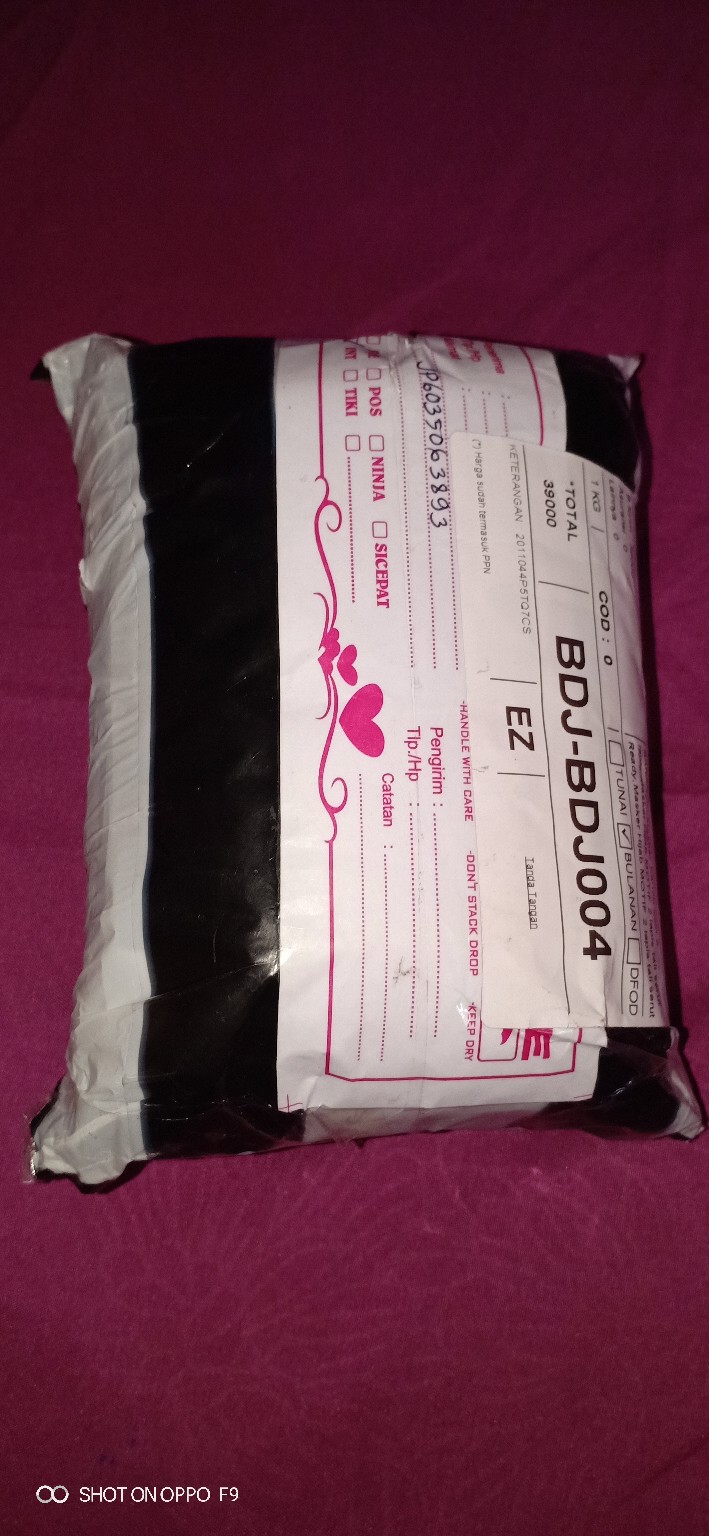 1 KG
COD : 0
TUNAI
BULANAN
DFOD
*TOTAL
39000
BDJ-BDJ004
EZ
KETERANGAN 2011044P5TQ7CS
Tanda Tangan
(*) Harga sudah termasuk PPN
-HANDLE WITH CARE -DON'T STACK DROP -KEEP DRY
JP6035063893
Pengirim :
Tlp./Hp :
Catatan :
POS NINJA SICEPAT
TIKI
SHOT ON OPPO F9